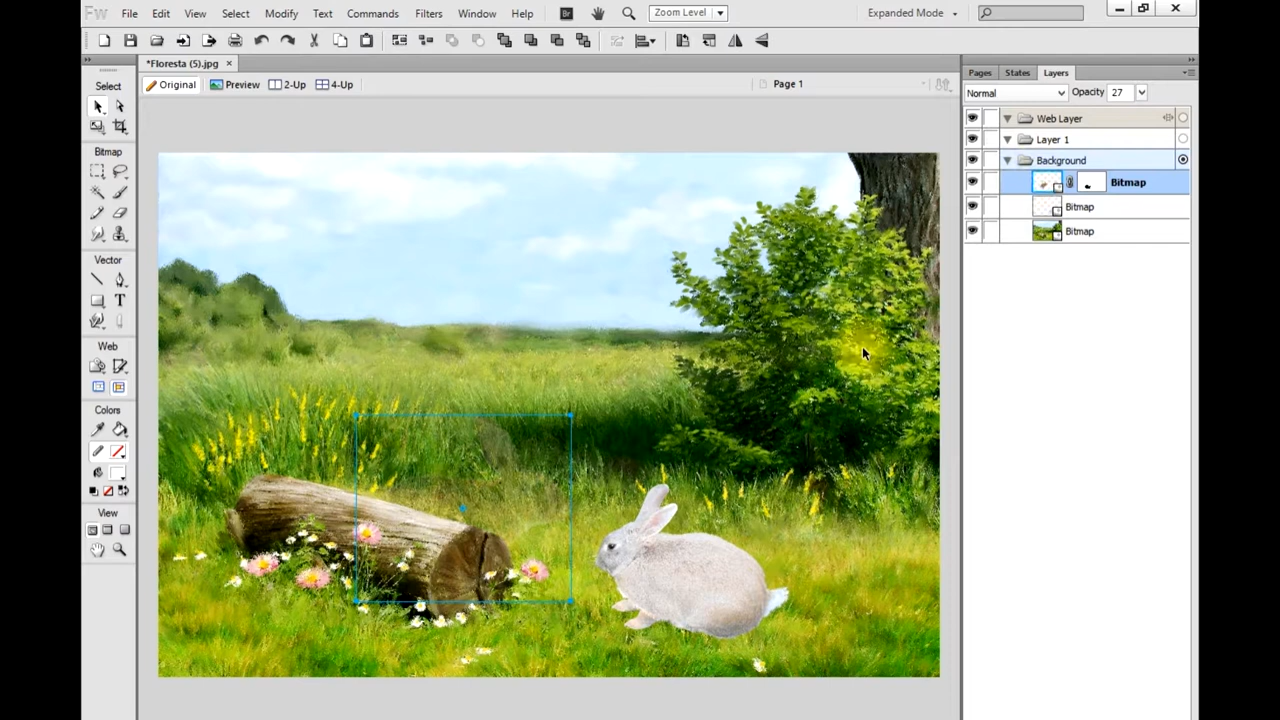 Fw File Edit View Select Modify Text Commands Filters Window Help Br Zoom Level Expanded Mode
*Floresta (5).jpg
Original Preview 2-Up 4-Up Page 1
Pages States Layers
Normal Opacity 27
Web Layer
Layer 1
Background
Bitmap
Bitmap
Bitmap
Select
Bitmap
Vector
T
Web
Colors
View